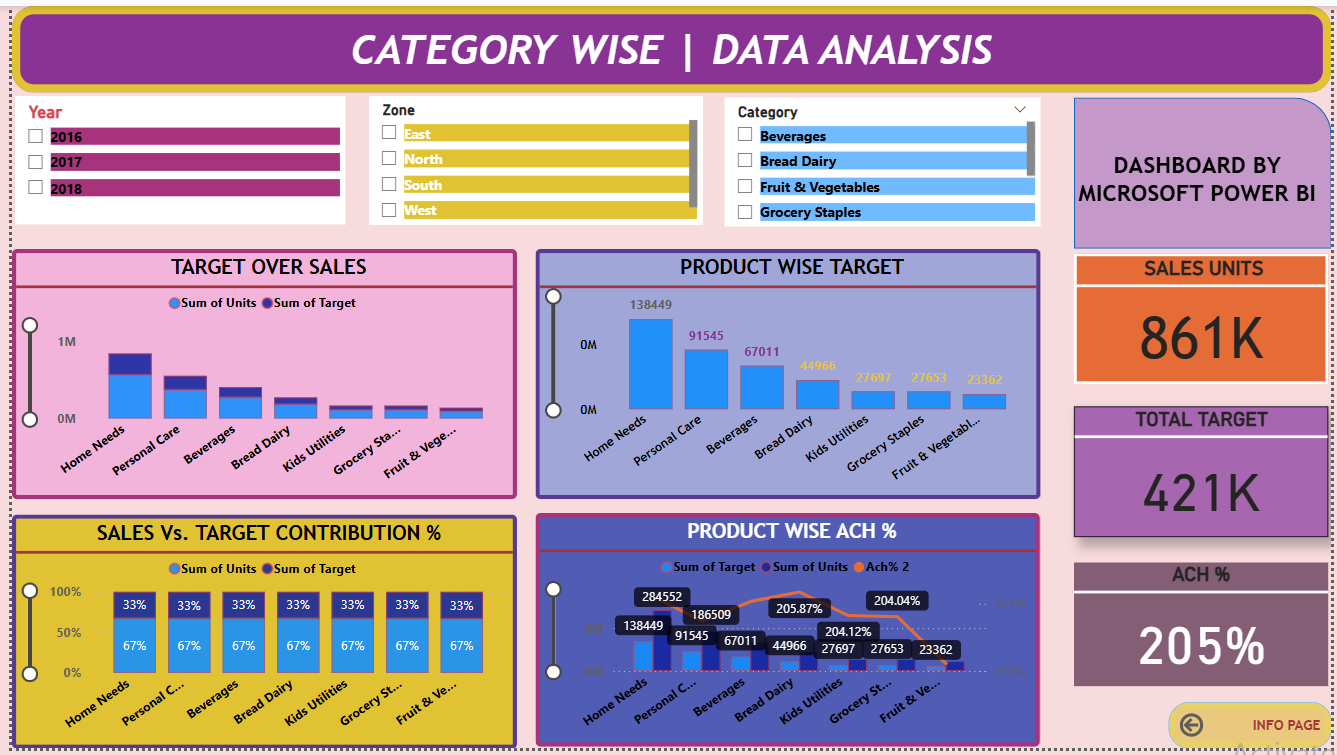 CATEGORY WISE | DATA ANALYSIS
Year
2016
2017
2018
Zone
East
North
South
West
Category
Beverages
Bread Dairy
Fruit & Vegetables
Grocery Staples
DASHBOARD BY
MICROSOFT POWER BI
TARGET OVER SALES
Sum of Units Sum of Target
1M
0M
Home Needs
Personal Care
Beverages
Bread Dairy
Kids Utilities
Grocery Sta...
Fruit & Vege...
PRODUCT WISE TARGET
138449
91545
67011
44966
27697
27653
23362
0M
0M
Home Needs
Personal Care
Beverages
Bread Dairy
Kids Utilities
Grocery Staples
Fruit & Vegetabl...
SALES UNITS
861K
TOTAL TARGET
421K
ACH %
205%
SALES Vs. TARGET CONTRIBUTION %
Sum of Units Sum of Target
100%
50%
0%
33% 33% 33% 33% 33% 33% 33%
67% 67% 67% 67% 67% 67% 67%
Home Needs
Personal C...
Beverages
Bread Dairy
Kids Utilities
Grocery St...
Fruit & Ve...
PRODUCT WISE ACH %
Sum of Target Sum of Units Ach% 2
284552
186509
205.87%
204.04%
204.12%
138449
91545
67011
44966
27697
27653
23362
0M
0M
Home Needs
Personal C...
Beverages
Bread Dairy
Kids Utilities
Grocery St...
Fruit & Ve...
INFO PAGE